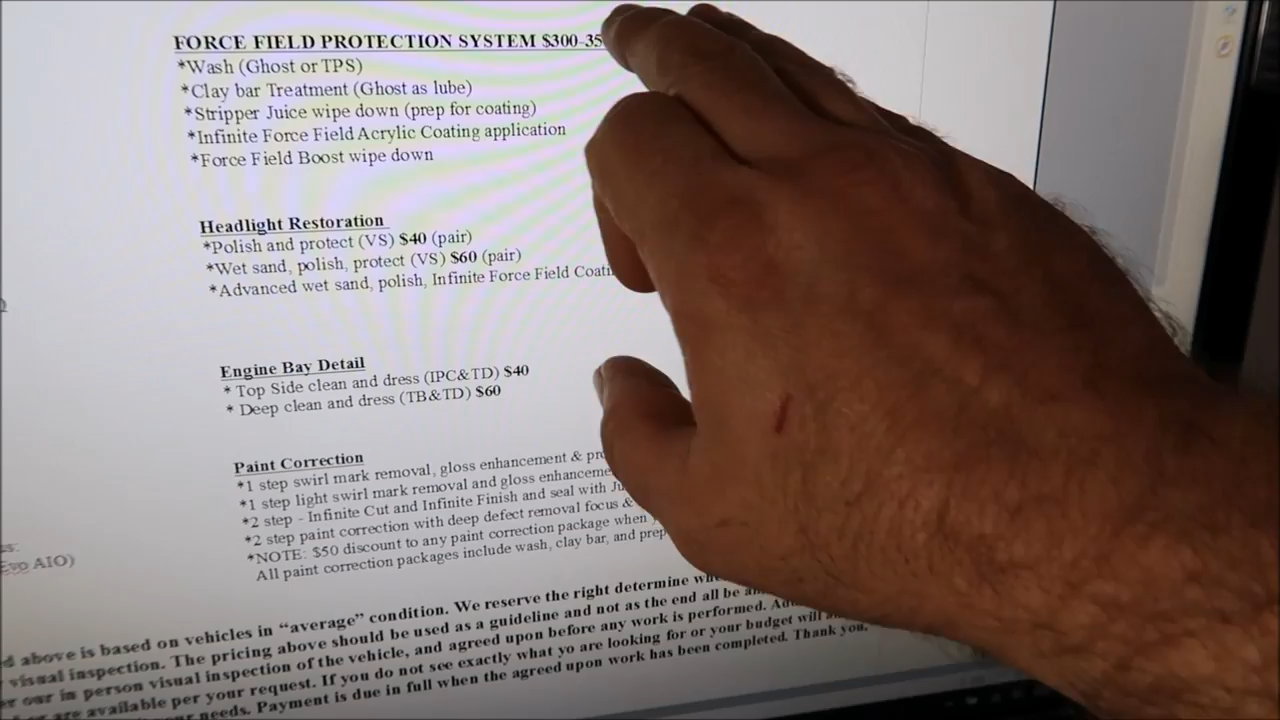 FORCE FIELD PROTECTION SYSTEM $300-35
*Wash (Ghost or TPS)
*Clay bar Treatment (Ghost as lube)
*Stripper Juice wipe down (prep for coating)
*Infinite Force Field Acrylic Coating application
*Force Field Boost wipe down
Headlight Restoration
*Polish and protect (VS) $40 (pair)
*Wet sand, polish, protect (VS) $60 (pair)
*Advanced wet sand, polish, Infinite Force Field Coati
Engine Bay Detail
* Top Side clean and dress (IPC&TD) $40
* Deep clean and dress (TB&TD) $60
Paint Correction
*1 step swirl mark removal, gloss enhancement & pro
*1 step light swirl mark removal and gloss enhanceme
*2 step - Infinite Cut and Infinite Finish and seal with Ju
*2 step paint correction with deep defect removal focus &
*NOTE: $50 discount to any paint correction package when
All paint correction packages include wash, clay bar, and prep
Evo AIO)
d above is based on vehicles in “average” condition. We reserve the right determine
visual inspection. The pricing above should be used as a guideline and not as the end all be
our in person visual inspection of the vehicle, and agreed upon before any work is performed.
are available per your request. If you do not see exactly what yo are looking for or your budget will
needs. Payment is due in full when the agreed upon work has been completed. Thank you.